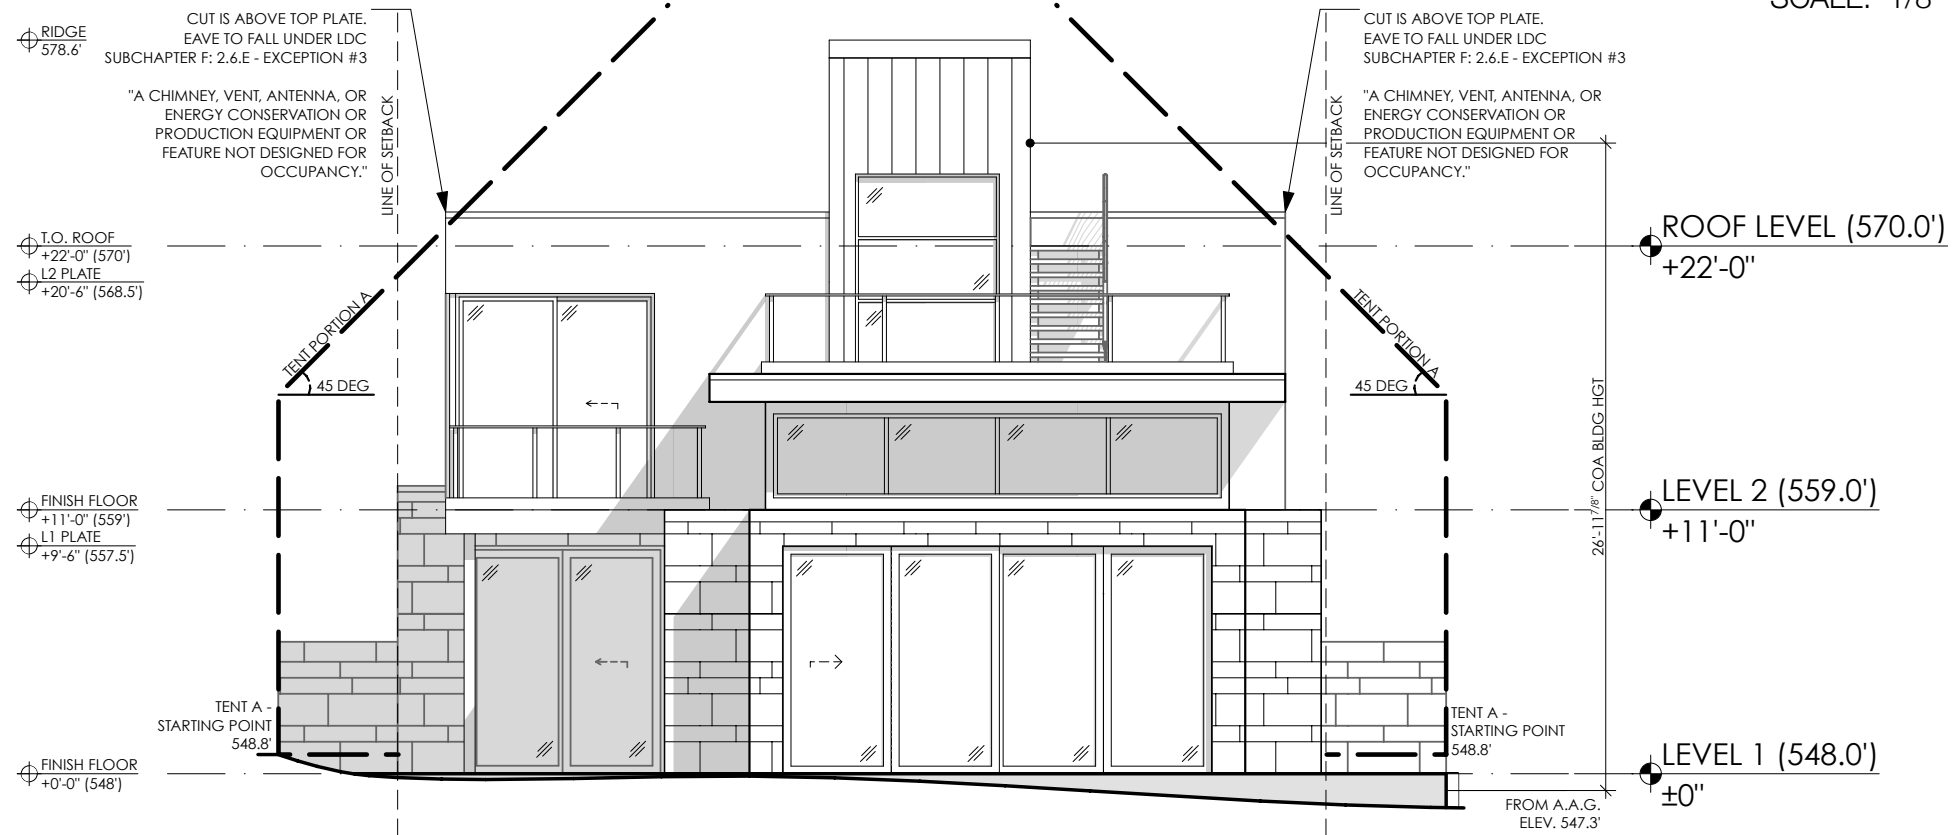 SCALE: 1/8"
RIDGE
578.6'
CUT IS ABOVE TOP PLATE.
EAVE TO FALL UNDER LDC
SUBCHAPTER F: 2.6.E - EXCEPTION #3
"A CHIMNEY, VENT, ANTENNA, OR
ENERGY CONSERVATION OR
PRODUCTION EQUIPMENT OR
FEATURE NOT DESIGNED FOR
OCCUPANCY."
LINE OF SETBACK
CUT IS ABOVE TOP PLATE.
EAVE TO FALL UNDER LDC
SUBCHAPTER F: 2.6.E - EXCEPTION #3
"A CHIMNEY, VENT, ANTENNA, OR
ENERGY CONSERVATION OR
PRODUCTION EQUIPMENT OR
FEATURE NOT DESIGNED FOR
OCCUPANCY."
LINE OF SETBACK
T.O. ROOF
+22'-0" (570')
L2 PLATE
+20'-6" (568.5')
ROOF LEVEL (570.0')
+22'-0"
TENT PORTION A
45 DEG
TENT PORTION A
45 DEG
26'-11 7/8" COA BLDG HGT
FINISH FLOOR
+11'-0" (559')
L1 PLATE
+9'-6" (557.5')
LEVEL 2 (559.0')
+11'-0"
TENT A -
STARTING POINT
548.8'
TENT A -
STARTING POINT
548.8'
FINISH FLOOR
+0'-0" (548')
LEVEL 1 (548.0')
±0"
FROM A.A.G.
ELEV. 547.3'